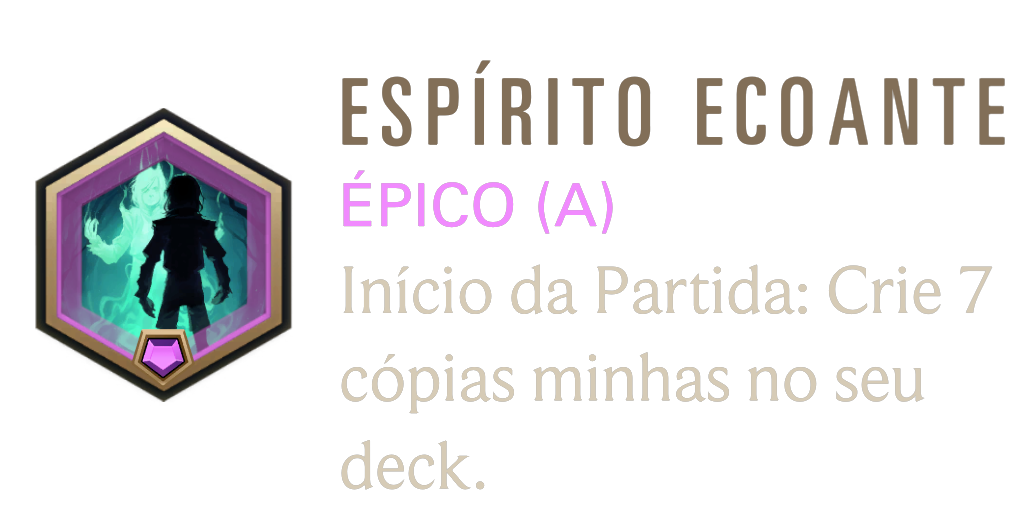 ESPÍRITO ECOANTE
ÉPICO (A)
Início da Partida: Crie 7
cópias minhas no seu
deck.